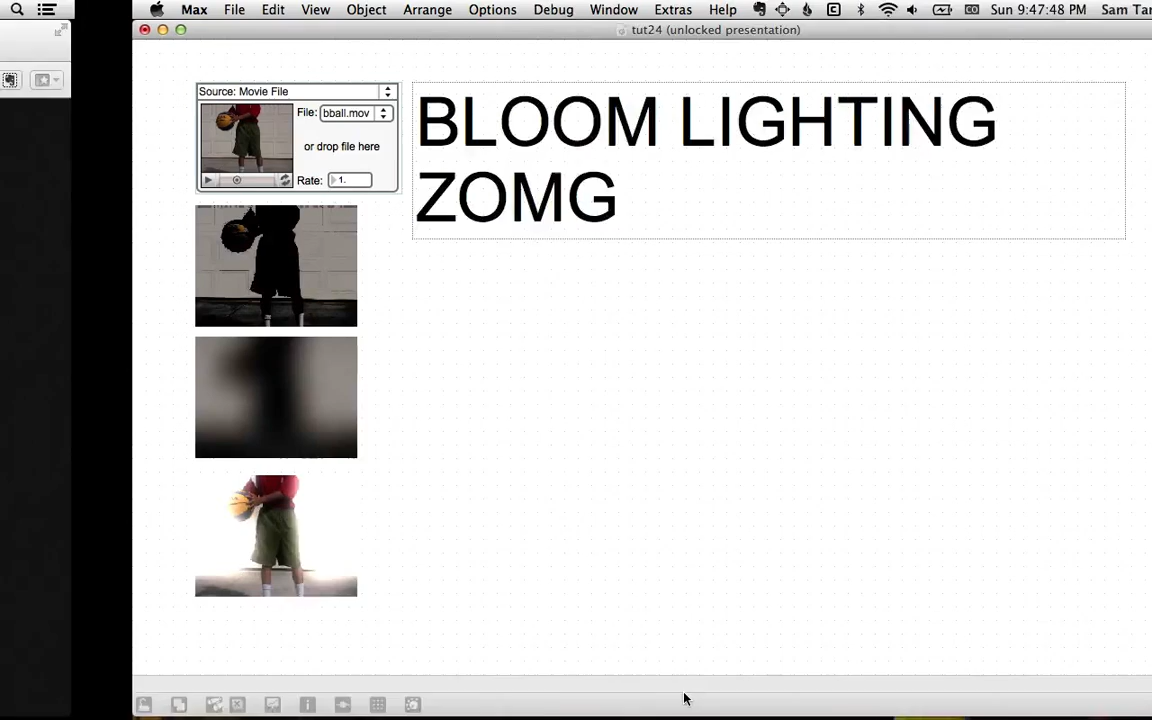 Max File Edit View Object Arrange Options Debug Window Extras Help Sun 9:47:48 PM Sam Tar
tut24 (unlocked presentation)
Source: Movie File
File: bball.mov
or drop file here
Rate: 1.
BLOOM LIGHTING
ZOMG